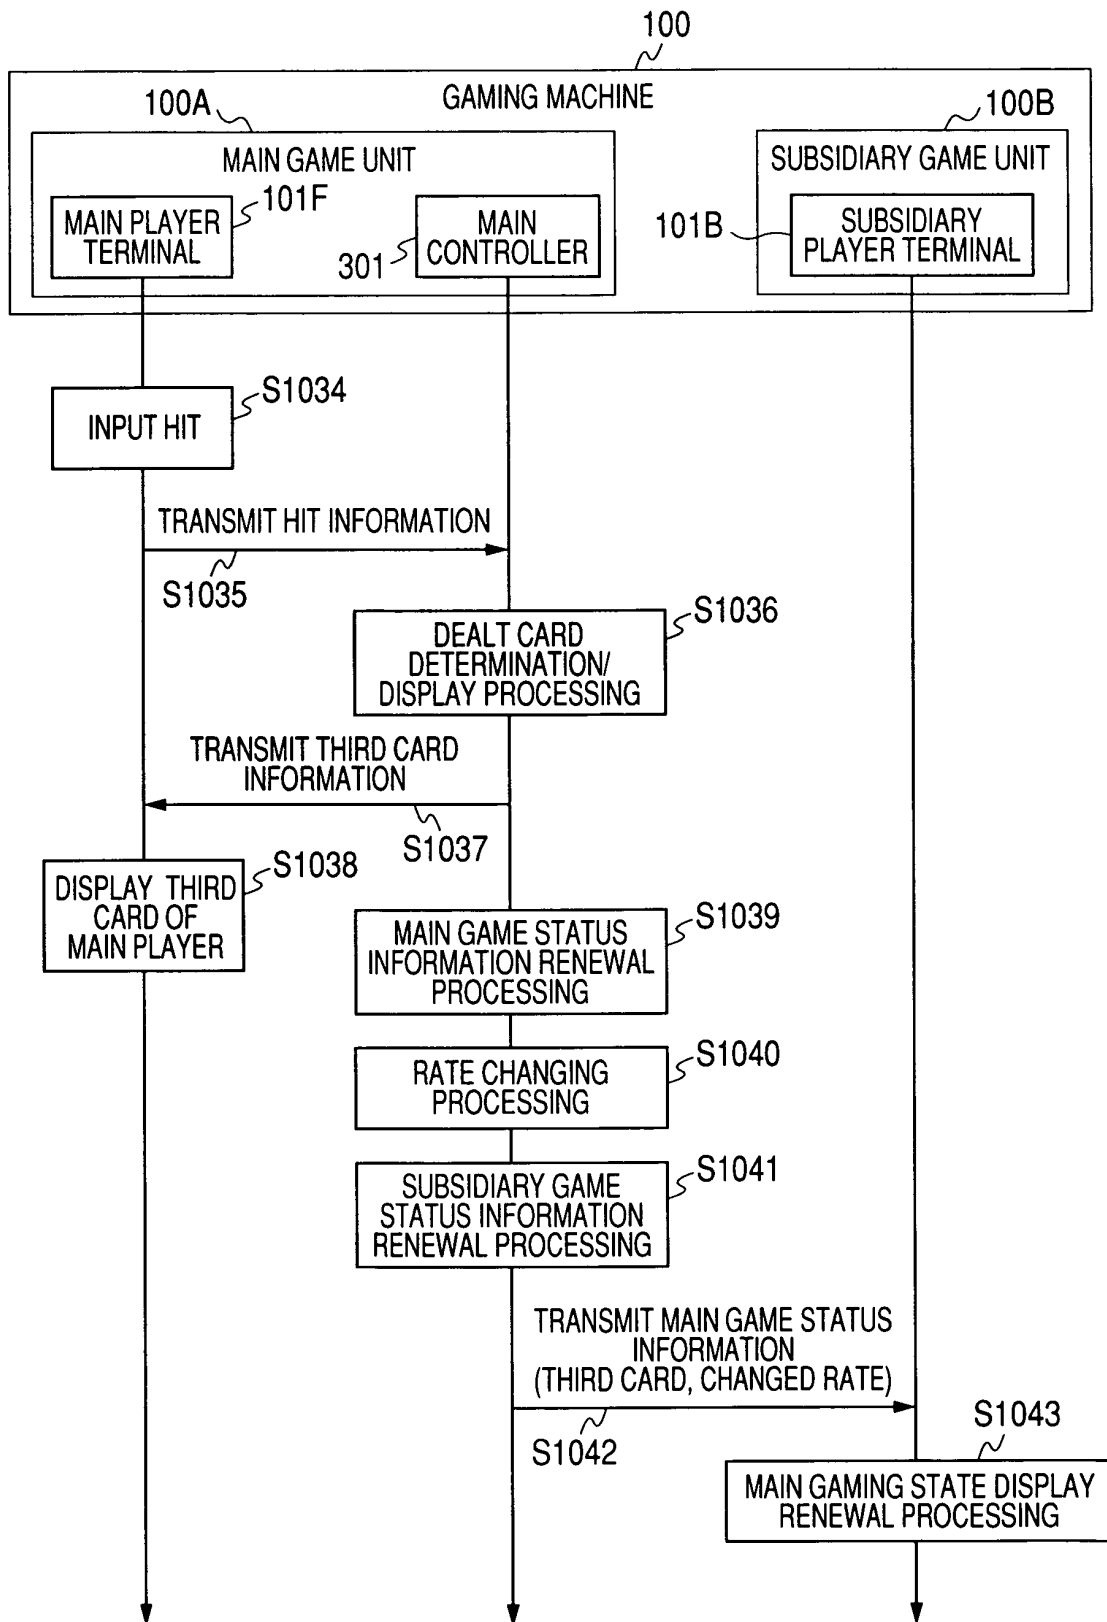 100
GAMING MACHINE
100A
100B
MAIN GAME UNIT
SUBSIDIARY GAME UNIT
101F
MAIN PLAYER
TERMINAL
301
MAIN
CONTROLLER
101B
SUBSIDIARY
PLAYER TERMINAL
S1034
INPUT HIT
TRANSMIT HIT INFORMATION
S1035
S1036
DEALT CARD
DETERMINATION/
DISPLAY PROCESSING
TRANSMIT THIRD CARD
INFORMATION
S1037
S1038
DISPLAY THIRD
CARD OF
MAIN PLAYER
S1039
MAIN GAME STATUS
INFORMATION RENEWAL
PROCESSING
S1040
RATE CHANGING
PROCESSING
S1041
SUBSIDIARY GAME
STATUS INFORMATION
RENEWAL PROCESSING
TRANSMIT MAIN GAME STATUS
INFORMATION
(THIRD CARD, CHANGED RATE)
S1042
S1043
MAIN GAMING STATE DISPLAY
RENEWAL PROCESSING